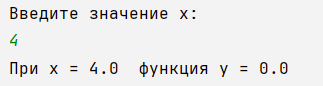 Введите значение x:
4
При x = 4.0  функция y = 0.0